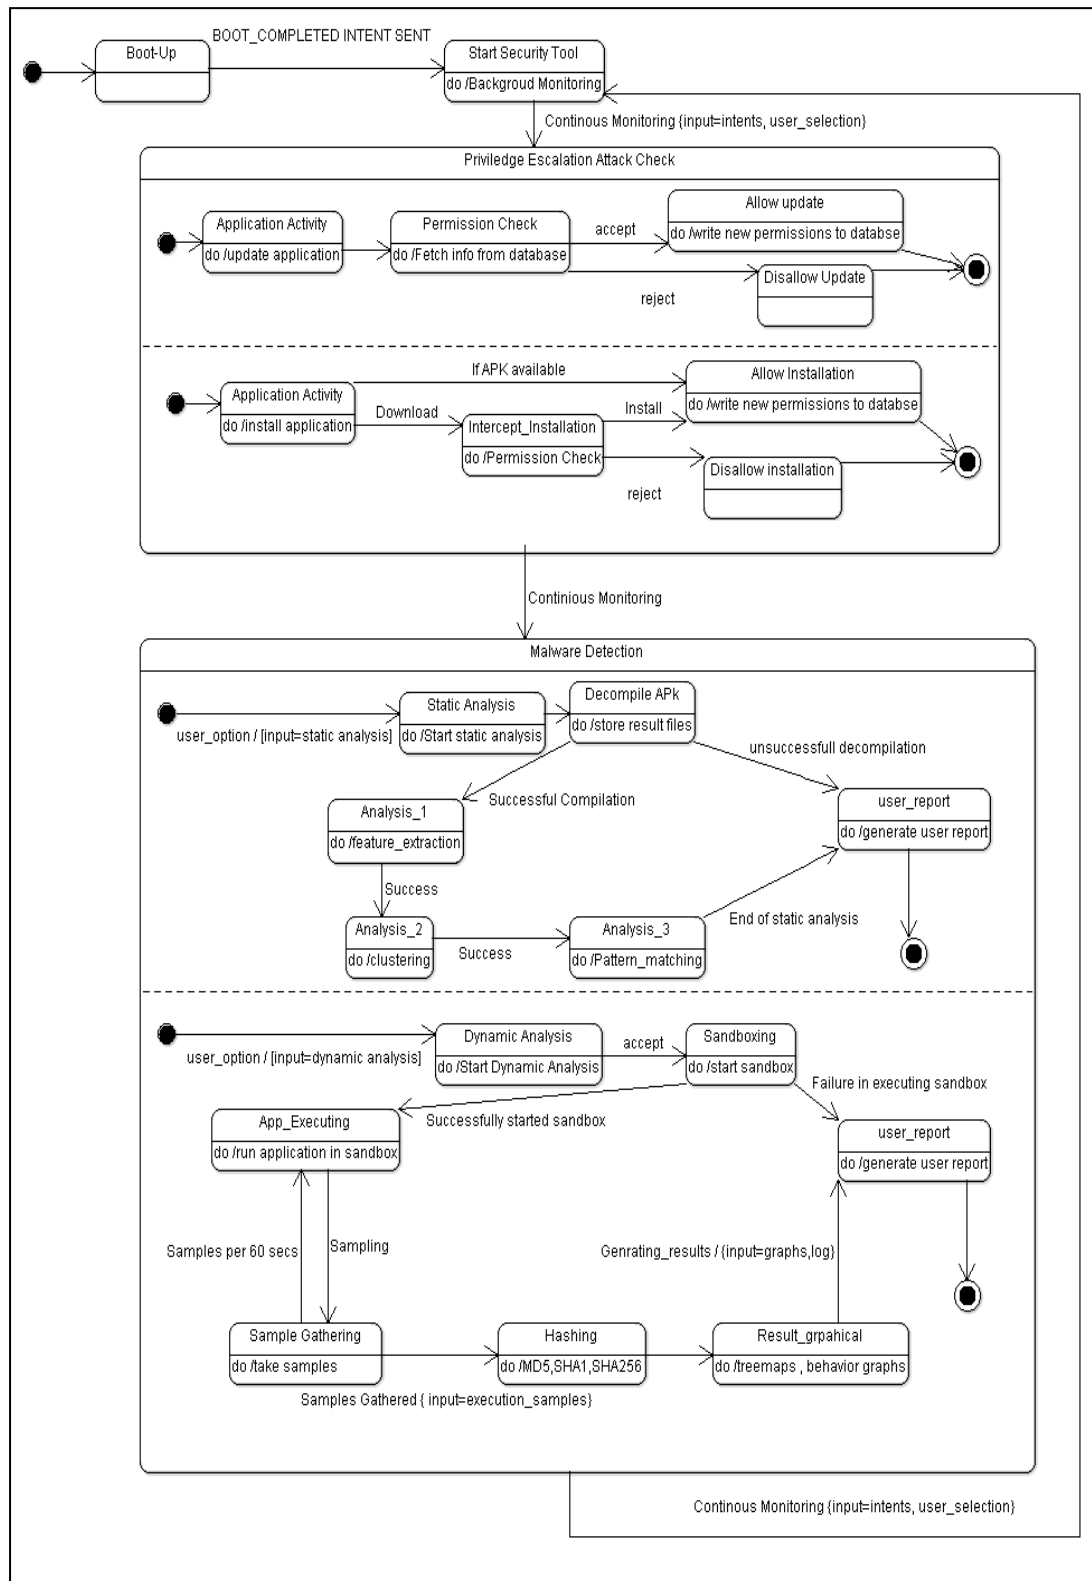 BOOT_COMPLETED INTENT SENT
Boot-Up
Start Security Tool
do /Backgroud Monitoring
Continous Monitoring {input=intents, user_selection}
Priviledge Escalation Attack Check
Application Activity
do /update application
Permission Check
do /Fetch info from database
accept
Allow update
do /write new permissions to databse
reject
Disallow Update
If APK available
Application Activity
do /install application
Download
Intercept_Installation
do /Permission Check
Install
Allow Installation
do /write new permissions to databse
reject
Disallow installation
Continious Monitoring
Malware Detection
user_option / [input=static analysis]
Static Analysis
do /Start static analysis
Decompile APk
do /store result files
unsuccessfull decompilation
Successful Compilation
Analysis_1
do /feature_extraction
user_report
do /generate user report
Success
Analysis_2
do /clustering
Success
Analysis_3
do /Pattern_matching
End of static analysis
user_option / [input=dynamic analysis]
Dynamic Analysis
do /Start Dynamic Analysis
accept
Sandboxing
do /start sandbox
Failure in executing sandbox
Successfully started sandbox
App_Executing
do /run application in sandbox
user_report
do /generate user report
Samples per 60 secs
Sampling
Genrating_results / {input=graphs,log}
Sample Gathering
do /take samples
Hashing
do /MD5,SHA1,SHA256
Result_grpahical
do /treemaps , behavior graphs
Samples Gathered { input=execution_samples}
Continous Monitoring {input=intents, user_selection}